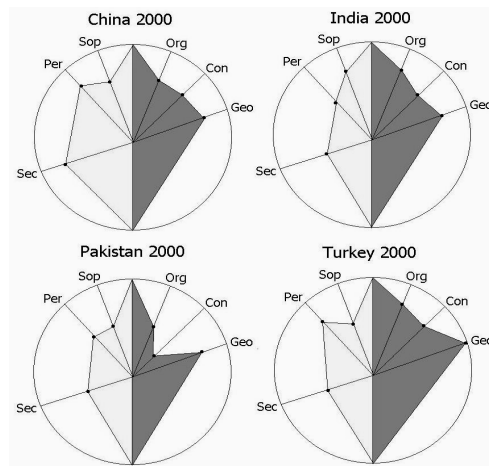 China 2000
Sop
Org
Per
Con
Geo
Sec
India 2000
Sop
Org
Per
Con
Geo
Sec
Pakistan 2000
Sop
Org
Per
Con
Geo
Sec
Turkey 2000
Sop
Org
Per
Con
Geo
Sec